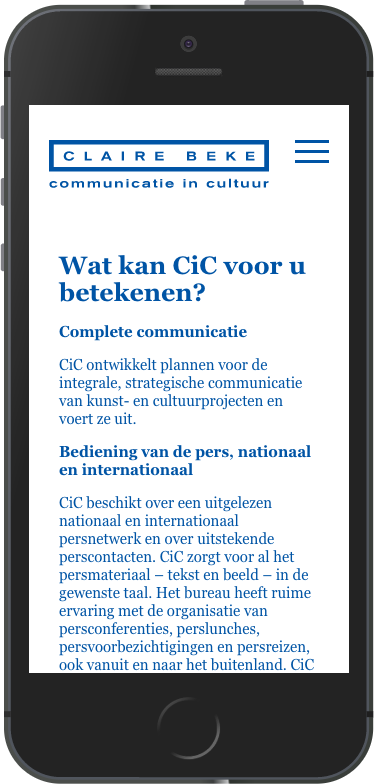 CLAIRE BEKE
communicatie in cultuur
Wat kan CiC voor u
betekenen?
Complete communicatie
CiC ontwikkelt plannen voor de
integrale, strategische communicatie
van kunst- en cultuurprojecten en
voert ze uit.
Bediening van de pers, nationaal
en internationaal
CiC beschikt over een uitgelezen
nationaal en internationaal
persnetwerk en over uitstekende
perscontacten. CiC zorgt voor al het
persmateriaal – tekst en beeld – in de
gewenste taal. Het bureau heeft ruime
ervaring met de organisatie van
persconferenties, perslunches,
persvoorbezichtigingen en persreizen,
ook vanuit en naar het buitenland. CiC